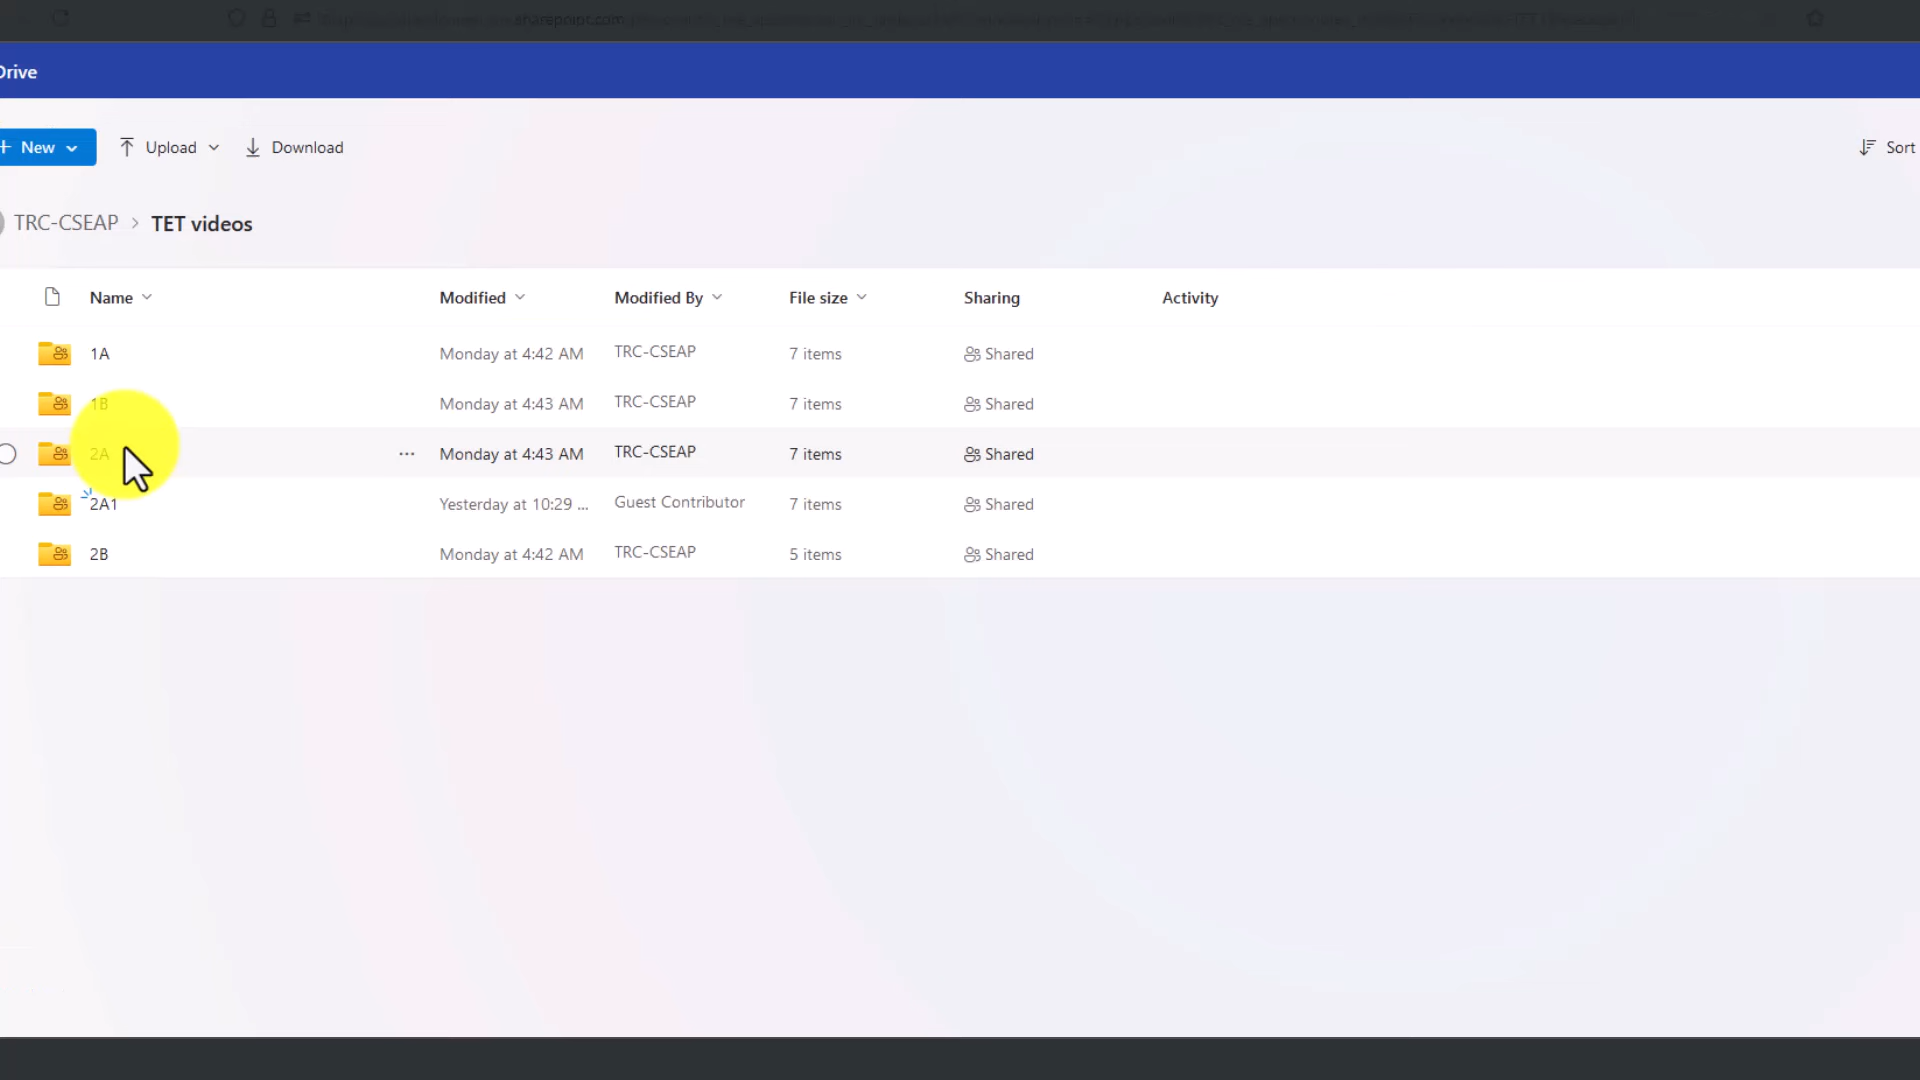 sharepoint.com
Drive
New Upload Download Sort
TRC-CSEAP > TET videos
Name Modified Modified By File size Sharing Activity
1A Monday at 4:42 AM TRC-CSEAP 7 items Shared
1B Monday at 4:43 AM TRC-CSEAP 7 items Shared
2A ... Monday at 4:43 AM TRC-CSEAP 7 items Shared
2A1 Yesterday at 10:29 ... Guest Contributor 7 items Shared
2B Monday at 4:42 AM TRC-CSEAP 5 items Shared